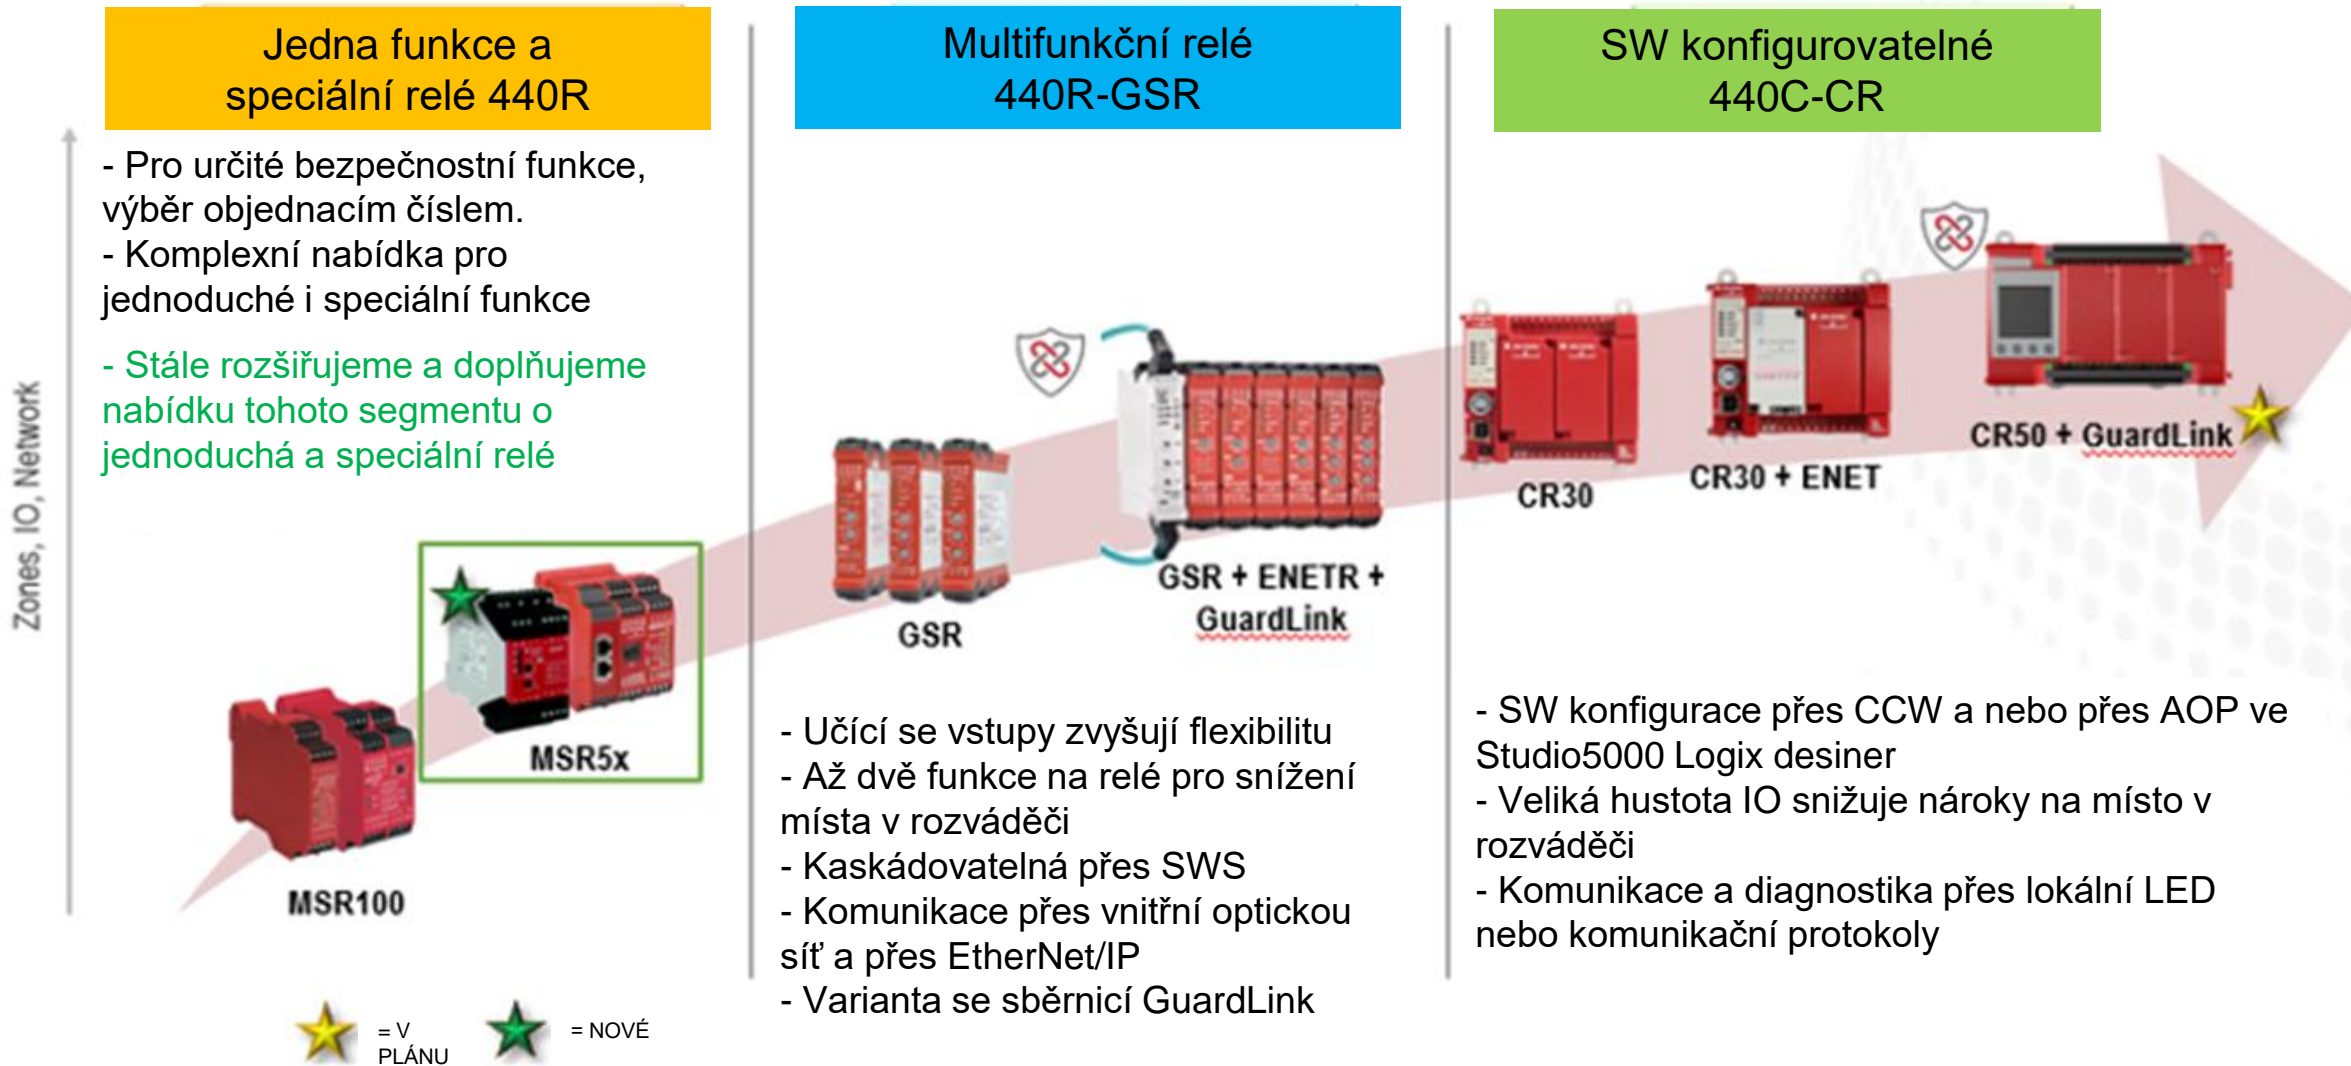 Jedna funkce a
speciální relé 440R
- Pro určité bezpečnostní funkce,
výběr objednacím číslem.
- Komplexní nabídka pro
jednoduché i speciální funkce
- Stále rozšiřujeme a doplňujeme
nabídku tohoto segmentu o
jednoduchá a speciální relé
Zones, IO, Network
MSR100
MSR5x
= V
PLÁNU
= NOVÉ
Multifunkční relé
440R-GSR
GSR
GSR + ENETR +
GuardLink
- Učící se vstupy zvyšují flexibilitu
- Až dvě funkce na relé pro snížení
místa v rozváděči
- Kaskádovatelná přes SWS
- Komunikace přes vnitřní optickou
síť a přes EtherNet/IP
- Varianta se sběrnicí GuardLink
SW konfigurovatelné
440C-CR
CR30
CR30 + ENET
CR50 + GuardLink
- SW konfigurace přes CCW a nebo přes AOP ve
Studio5000 Logix desiner
- Veliká hustota IO snižuje nároky na místo v
rozváděči
- Komunikace a diagnostika přes lokální LED
nebo komunikační protokoly